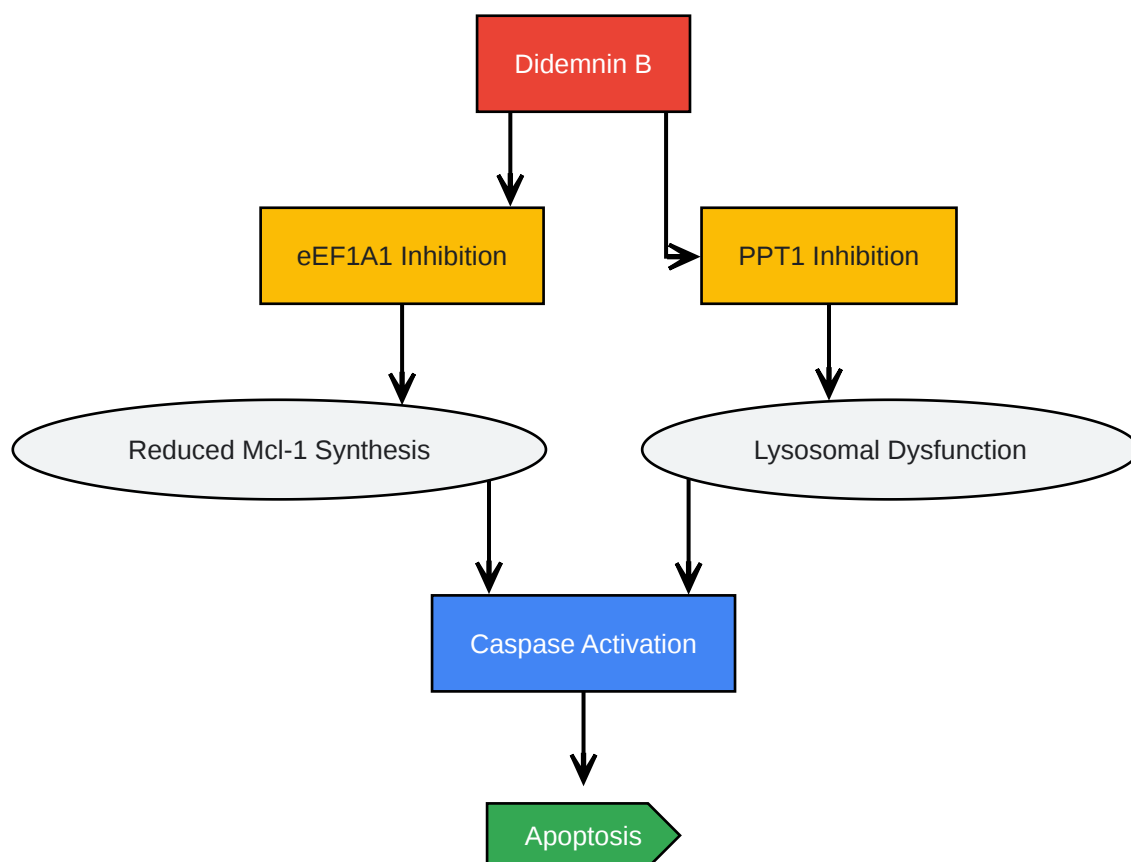 Didemnin B
eEF1A1 Inhibition
PPT1 Inhibition
Reduced Mcl-1 Synthesis
Lysosomal Dysfunction
Caspase Activation
Apoptosis